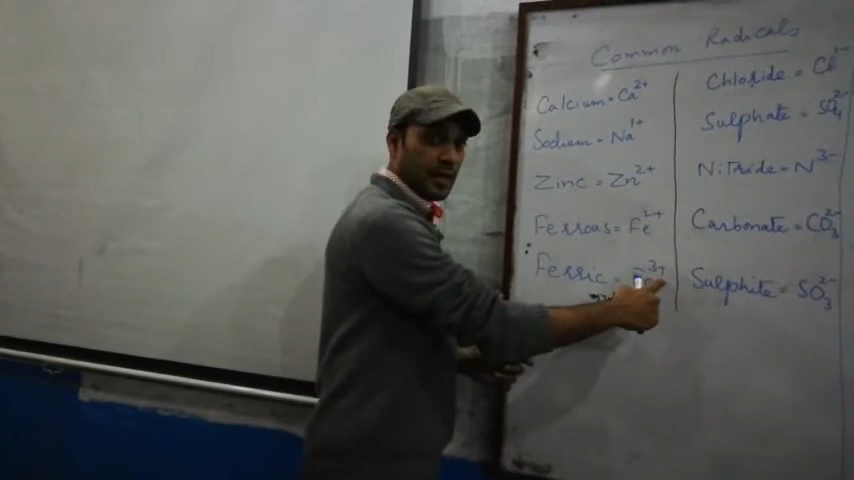 Common Radicals
Calcium = Ca²⁺
Sodium = Na¹⁺
Zinc = Zn²⁺
Ferrous = Fe²⁺
Ferric = 3+
Chloride = Cl¹⁻
Sulphate = SO₄²⁻
NiTride = N³⁻
Carbonate = CO₃²⁻
Sulphite = SO₃²⁻